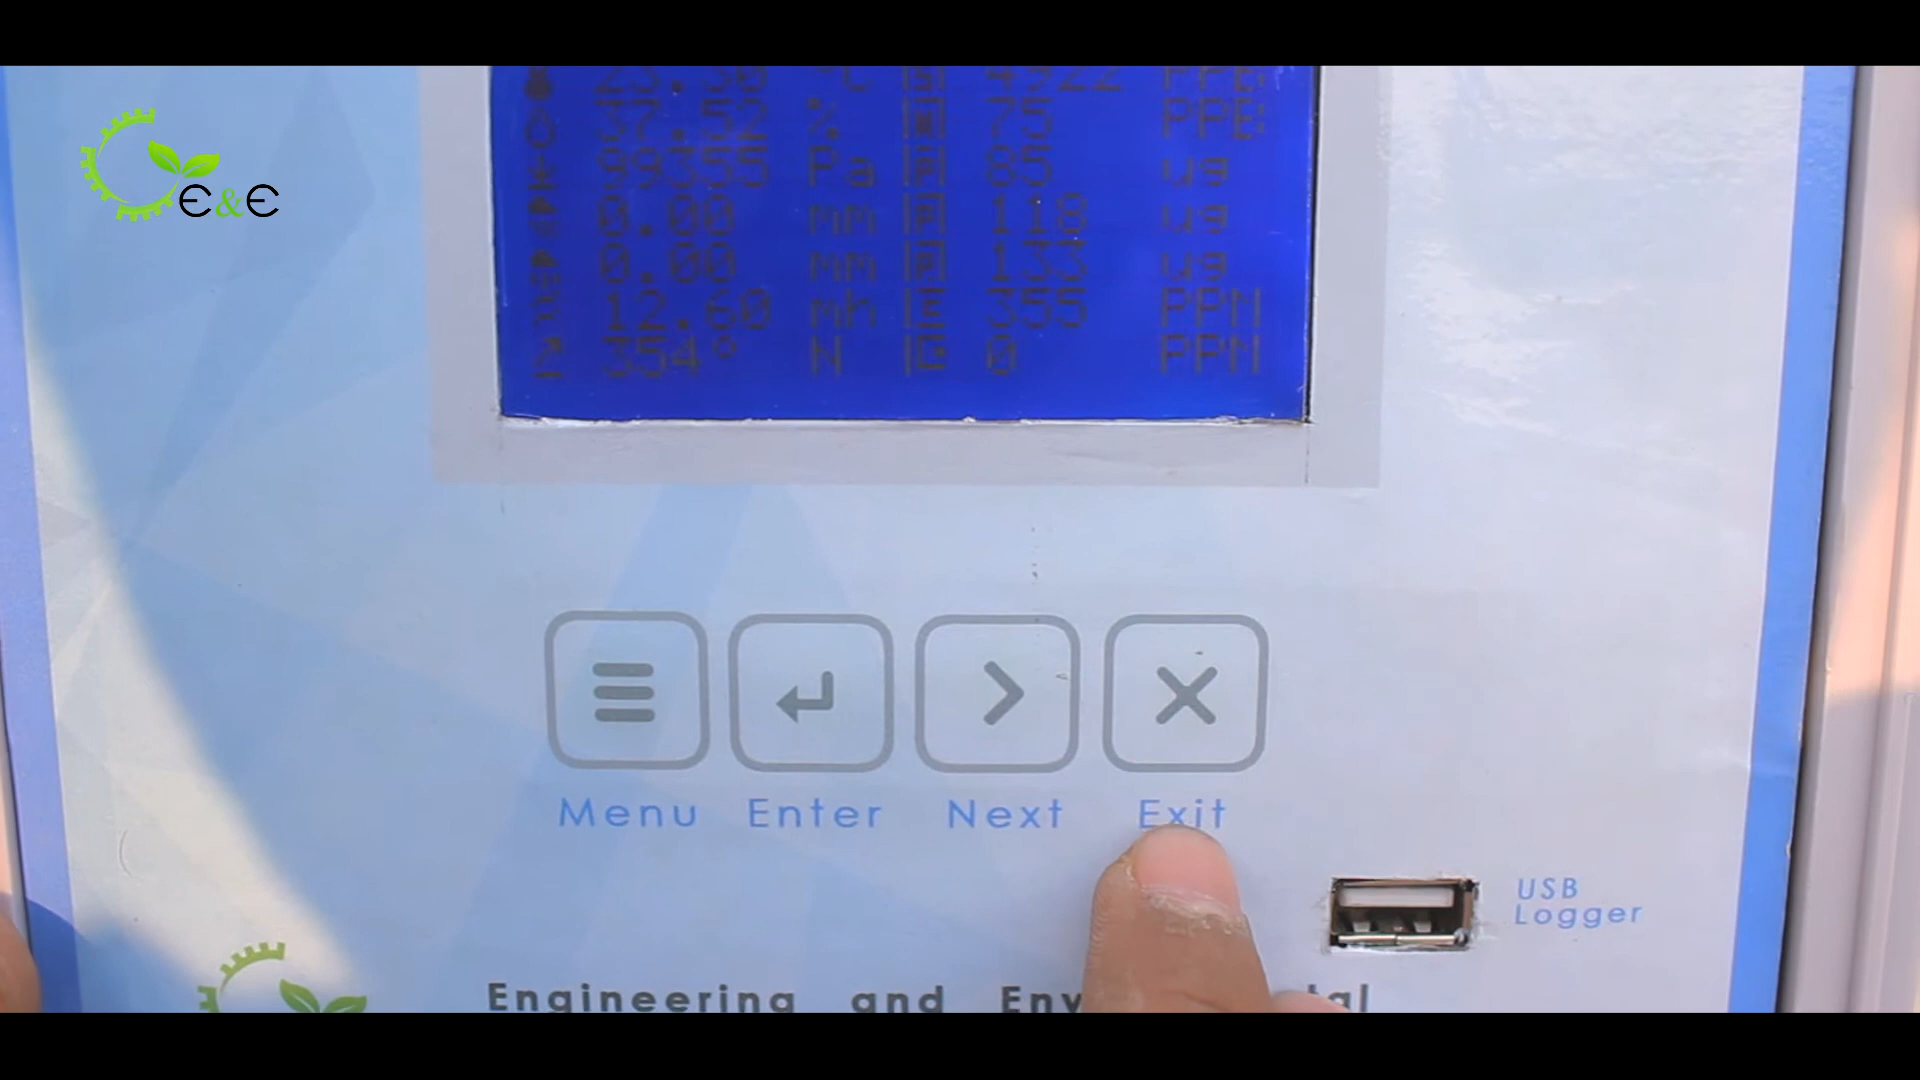 €&€
37.52 % 75 PPB
99355 Pa 85 ug
0.00 mm 118 ug
0.00 mm 133 ug
12.60 mh 355 PPM
354° N 0 PPM
Menu Enter Next Exit
USB
Logger
Engineering and